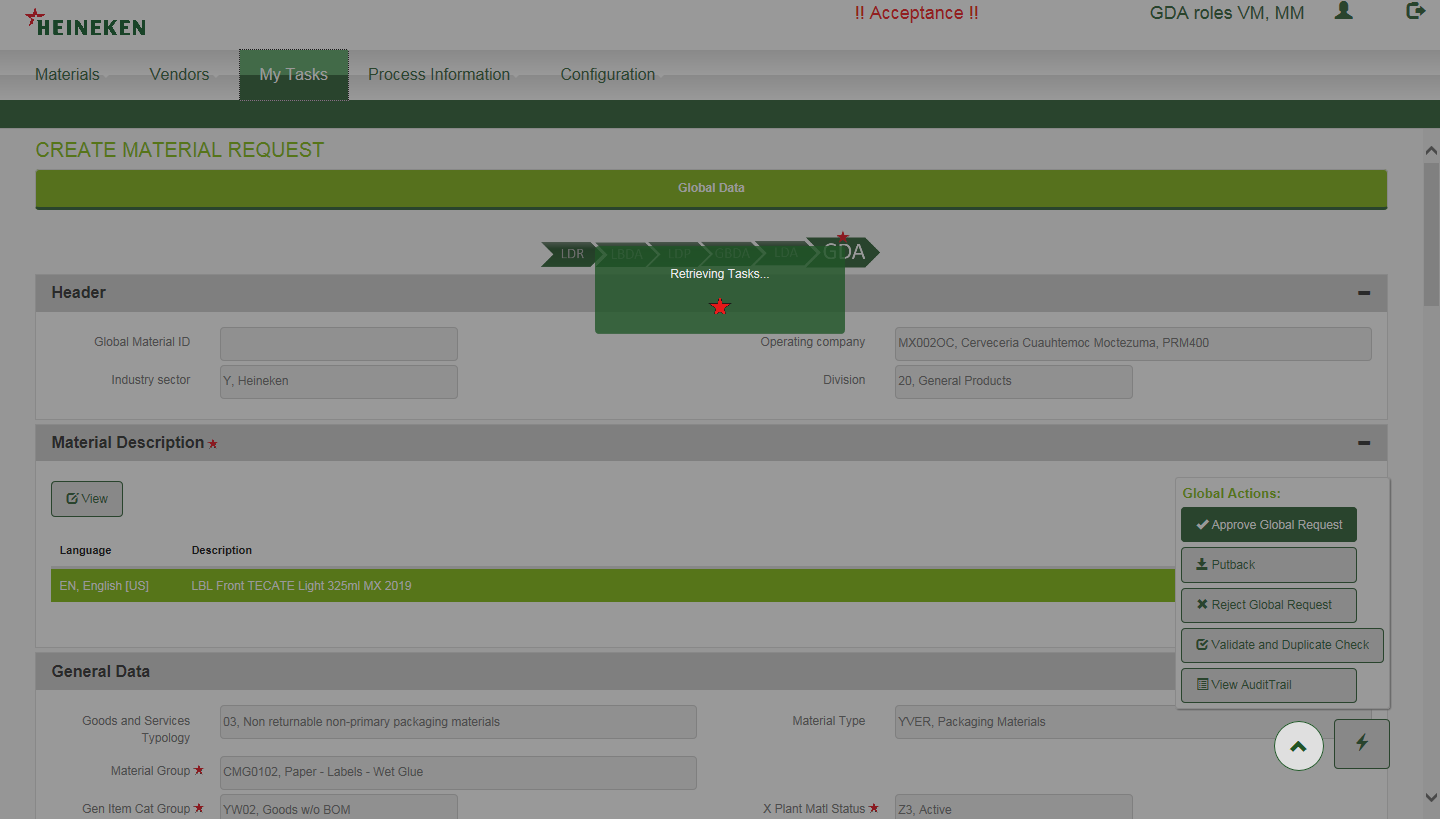 HEINEKEN
!! Acceptance !!
GDA roles VM, MM
Materials
Vendors
My Tasks
Process Information
Configuration
CREATE MATERIAL REQUEST
Global Data
LDR
LBDA
LDP
GBDA
LDA
GDA
Retrieving Tasks...
Header
Global Material ID
Operating company
MX002OC, Cerveceria Cuauhtemoc Moctezuma, PRM400
Industry sector
Y, Heineken
Division
20, General Products
Material Description
View
Language
Description
EN, English [US]
LBL Front TECATE Light 325ml MX 2019
Global Actions:
Approve Global Request
Putback
Reject Global Request
Validate and Duplicate Check
View AuditTrail
General Data
Goods and Services
Typology
03, Non returnable non-primary packaging materials
Material Type
YVER, Packaging Materials
Material Group
CMG0102, Paper - Labels - Wet Glue
Gen Item Cat Group
YW02, Goods w/o BOM
X Plant Matl Status
Z3, Active